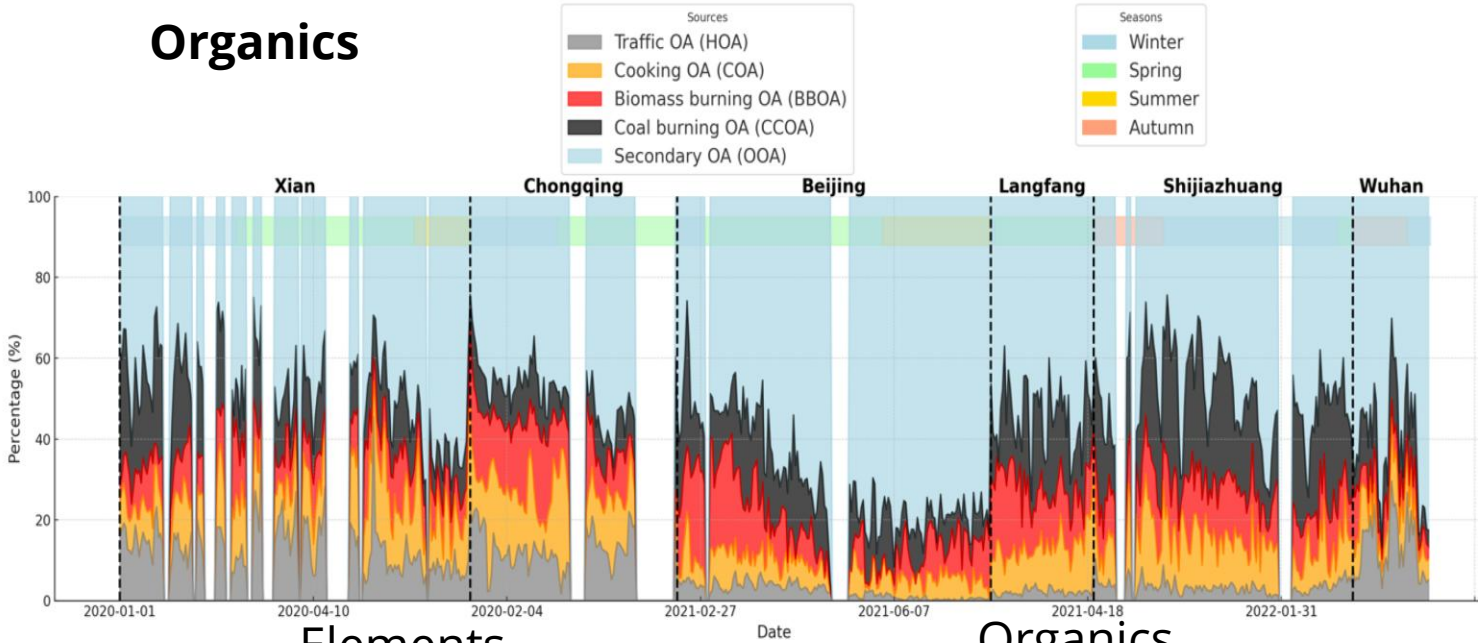 Organics
Sources
Traffic OA (HOA)
Cooking OA (COA)
Biomass burning OA (BBOA)
Coal burning OA (CCOA)
Secondary OA (OOA)
Seasons
Winter
Spring
Summer
Autumn
Xian
Chongqing
Beijing
Langfang
Shijiazhuang
Wuhan
100
80
60
40
20
0
Percentage (%)
2020-01-01
2020-04-10
2020-02-04
2021-02-27
2021-06-07
2021-04-18
2022-01-31
Date
Elements
Organics